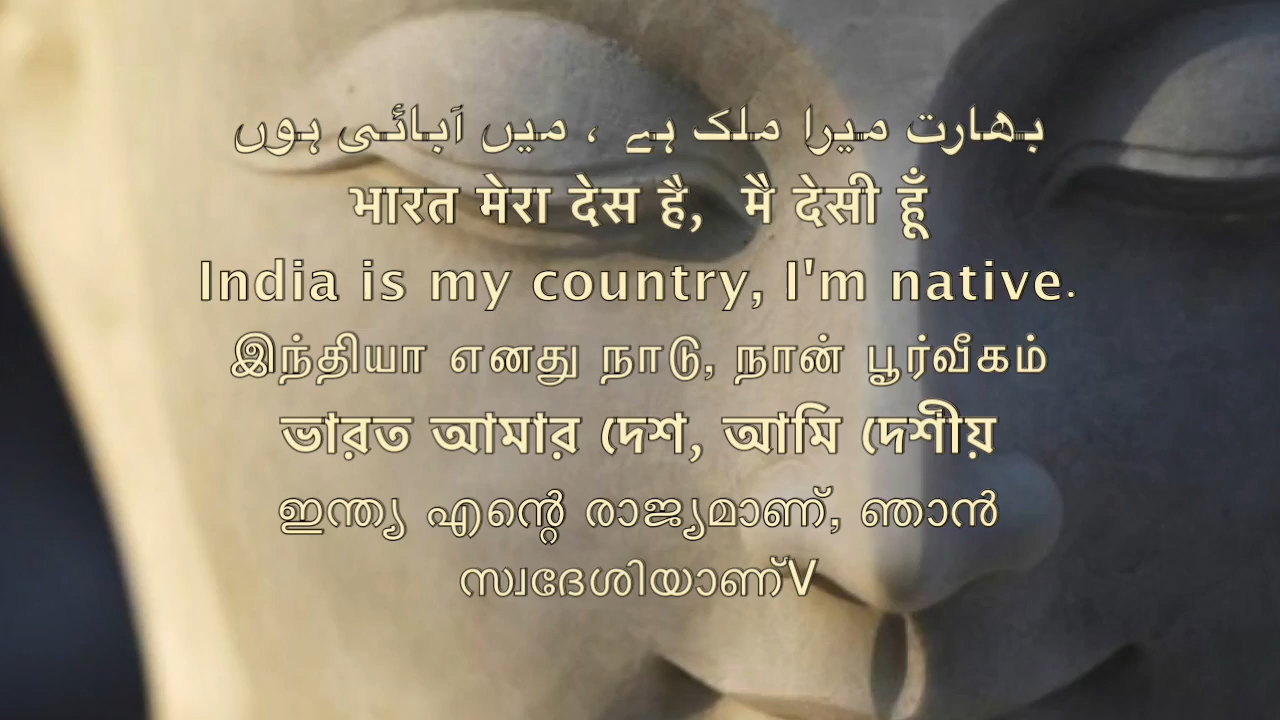 بھارت میرا ملک ہے ، میں آبائی ہوں
भारत मेरा देस है, मै देसी हूँ
India is my country, I'm native.
இந்தியா எனது நாடு, நான் பூர்வீகம்
ভারত আমার দেশ, আমি দেশীয়
ഇന്ത്യ എന്റെ രാജ്യമാണ്, ഞാൻ
സ്വദേശിയാണ്V